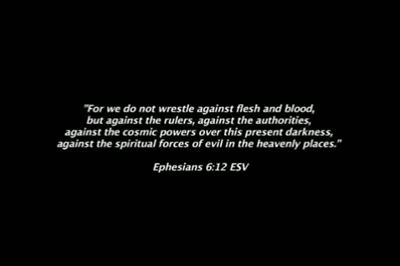 "For we do not wrestle against flesh and blood,
but against the rulers, against the authorities,
against the cosmic powers over this present darkness,
against the spiritual forces of evil in the heavenly places."
Ephesians 6:12 ESV